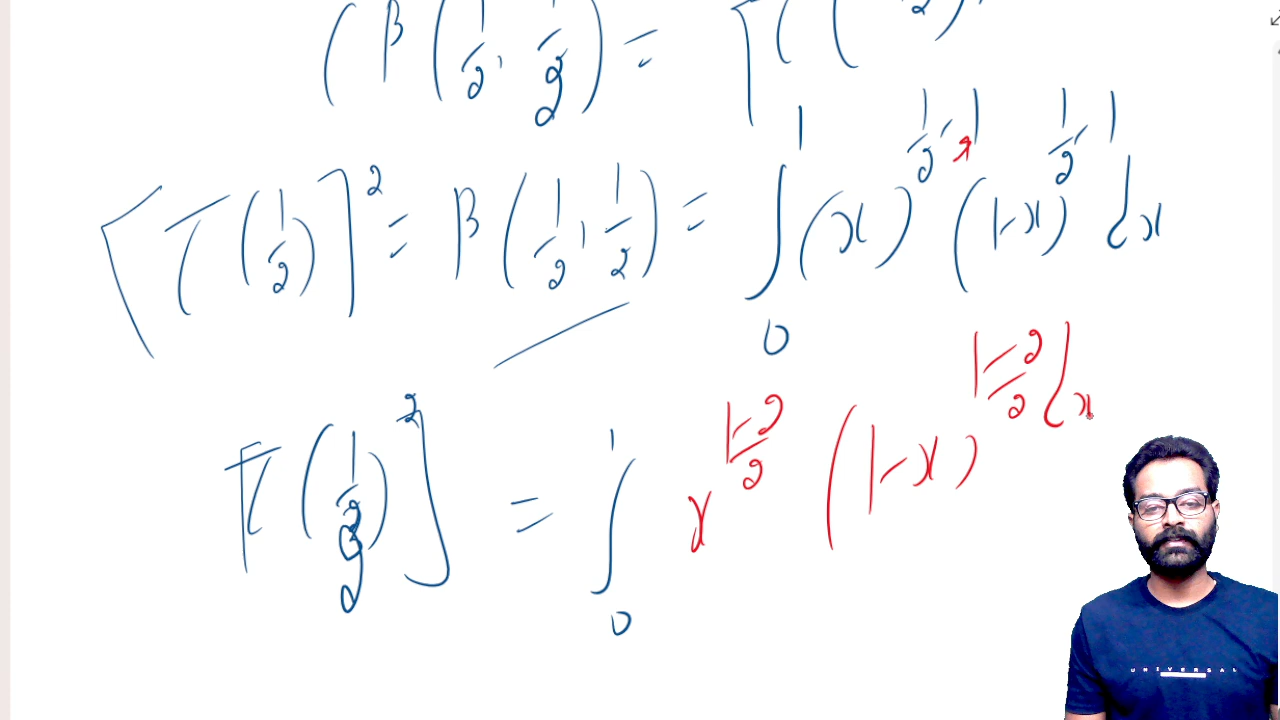 (β(1/2, 1/2) = [(
[Γ(1/2)]² = β(1/2, 1/2) = ∫₀¹ (x)^(1/2 - 1) (1-x)^(1/2 - 1) dx
[Γ(1/2)]² = ∫₀¹ x^((1-2)/2) (1-x)^((1-2)/2) dx
UNIVERSAL